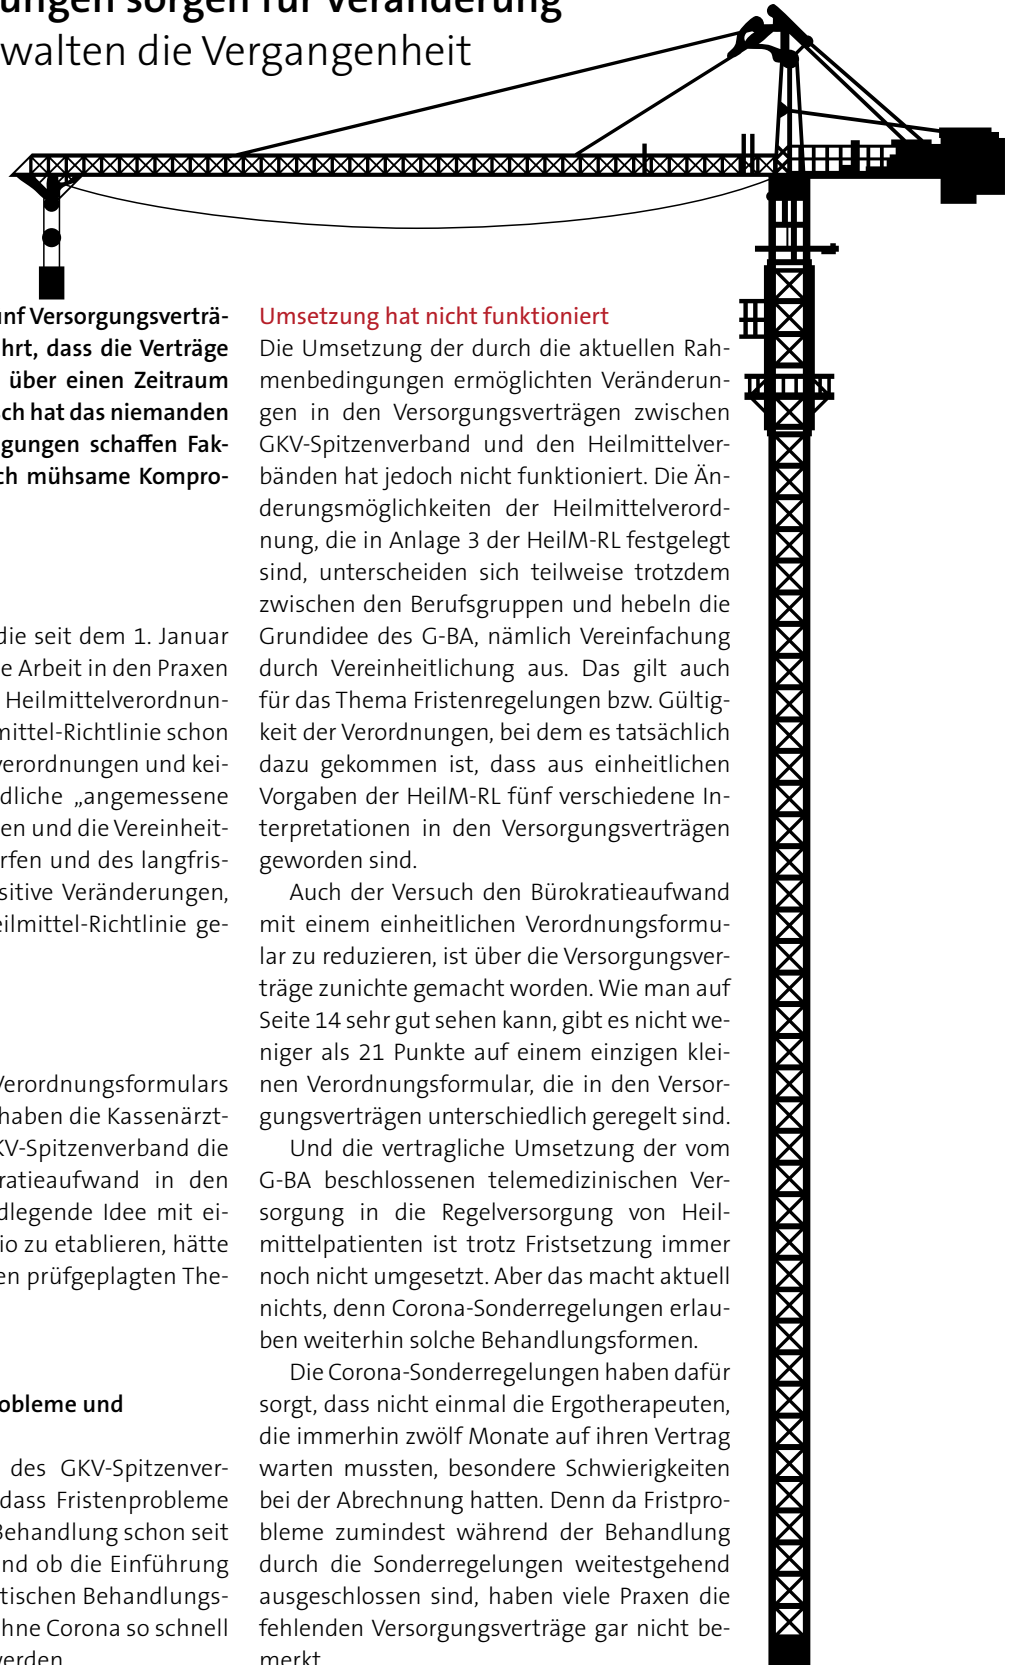 ungen sorgen für Veränderung
walten die Vergangenheit
Versorgungsverträ-
dass die Verträge
über einen Zeitraum
hat das niemanden
schaffen Fak-
mühsame Kompro-
die seit dem 1. Januar
Arbeit in den Praxen
Heilmittelverordnun-
mittel-Richtlinie schon
verordnungen und kei-
dliche „angemessene
en und die Vereinheit-
rfen und des langfris-
sitive Veränderungen,
eilmittel-Richtlinie ge-
Verordnungsformulars
haben die Kassenärzt-
KV-Spitzenverband die
ratieaufwand in den
dlegende Idee mit ei-
io zu etablieren, hätte
en prüfgeplagten The-
obleme und
des GKV-Spitzenver-
dass Fristenprobleme
Behandlung schon seit
nd ob die Einführung
tischen Behandlungs-
hne Corona so schnell
werden
Umsetzung hat nicht funktioniert
Die Umsetzung der durch die aktuellen Rah-
menbedingungen ermöglichten Veränderun-
gen in den Versorgungsverträgen zwischen
GKV-Spitzenverband und den Heilmittelver-
bänden hat jedoch nicht funktioniert. Die Än-
derungsmöglichkeiten der Heilmittelverord-
nung, die in Anlage 3 der HeilM-RL festgelegt
sind, unterscheiden sich teilweise trotzdem
zwischen den Berufsgruppen und hebeln die
Grundidee des G-BA, nämlich Vereinfachung
durch Vereinheitlichung aus. Das gilt auch
für das Thema Fristenregelungen bzw. Gültig-
keit der Verordnungen, bei dem es tatsächlich
dazu gekommen ist, dass aus einheitlichen
Vorgaben der HeilM-RL fünf verschiedene In-
terpretationen in den Versorgungsverträgen
geworden sind.
Auch der Versuch den Bürokratieaufwand
mit einem einheitlichen Verordnungsformu-
lar zu reduzieren, ist über die Versorgungsver-
träge zunichte gemacht worden. Wie man auf
Seite 14 sehr gut sehen kann, gibt es nicht we-
niger als 21 Punkte auf einem einzigen klei-
nen Verordnungsformular, die in den Versor-
gungsverträgen unterschiedlich geregelt sind.
Und die vertragliche Umsetzung der vom
G-BA beschlossenen telemedizinischen Ver-
sorgung in die Regelversorgung von Heil-
mittelpatienten ist trotz Fristsetzung immer
noch nicht umgesetzt. Aber das macht aktuell
nichts, denn Corona-Sonderregelungen erlau-
ben weiterhin solche Behandlungsformen.
Die Corona-Sonderregelungen haben dafür
sorgt, dass nicht einmal die Ergotherapeuten,
die immerhin zwölf Monate auf ihren Vertrag
warten mussten, besondere Schwierigkeiten
bei der Abrechnung hatten. Denn da Fristpro-
bleme zumindest während der Behandlung
durch die Sonderregelungen weitestgehend
ausgeschlossen sind, haben viele Praxen die
fehlenden Versorgungsverträge gar nicht be-
merkt